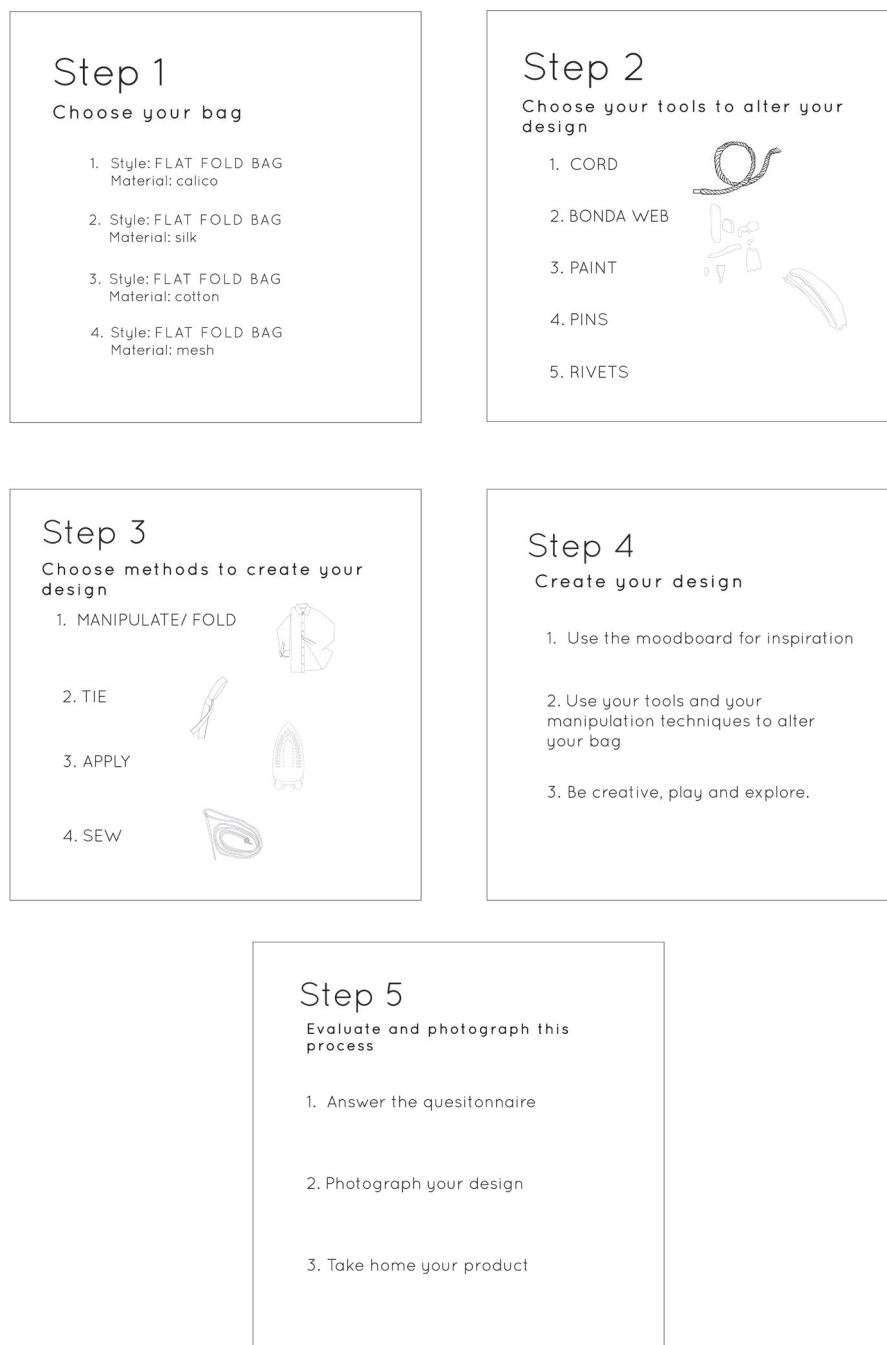 Step 1
Choose your bag
1. Style: FLAT FOLD BAG
Material: calico
2. Style: FLAT FOLD BAG
Material: silk
3. Style: FLAT FOLD BAG
Material: cotton
4. Style: FLAT FOLD BAG
Material: mesh
Step 2
Choose your tools to alter your
design
1. CORD
2. BONDA WEB
3. PAINT
4. PINS
5. RIVETS
Step 3
Choose methods to create your
design
1. MANIPULATE/ FOLD
2. TIE
3. APPLY
4. SEW
Step 4
Create your design
1. Use the moodboard for inspiration
2. Use your tools and your
manipulation techniques to alter
your bag
3. Be creative, play and explore.
Step 5
Evaluate and photograph this
process
1. Answer the quesitonnaire
2. Photograph your design
3. Take home your product